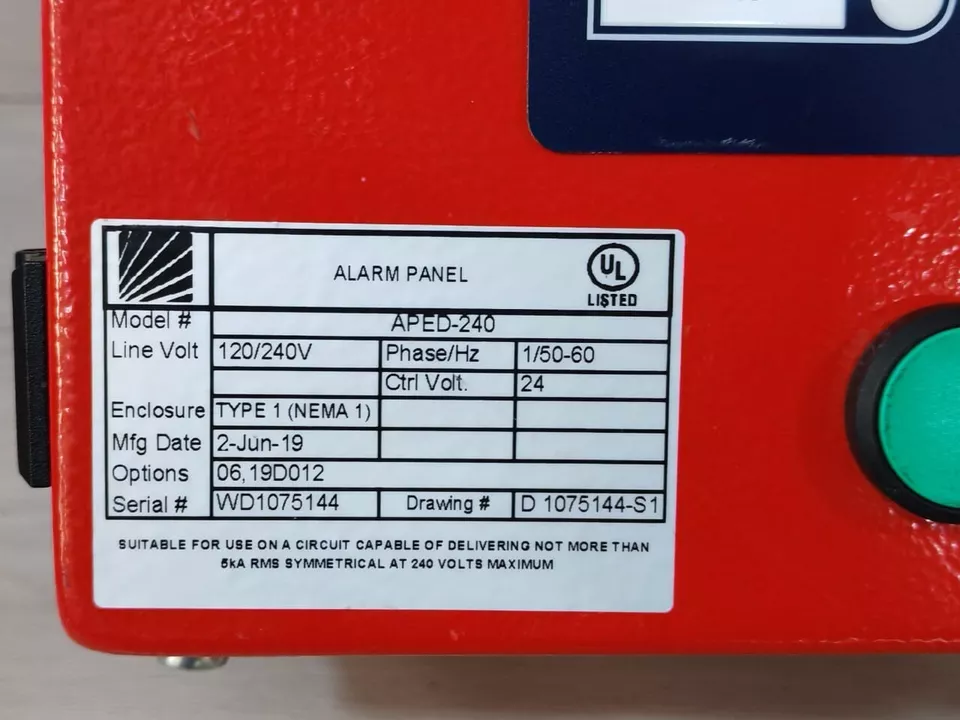 ALARM PANEL
UL
LISTED
Model # APED-240
Line Volt 120/240V Phase/Hz 1/50-60
Ctrl Volt. 24
Enclosure TYPE 1 (NEMA 1)
Mfg Date 2-Jun-19
Options 06,19D012
Serial # WD1075144 Drawing # D 1075144-S1
SUITABLE FOR USE ON A CIRCUIT CAPABLE OF DELIVERING NOT MORE THAN
5kA RMS SYMMETRICAL AT 240 VOLTS MAXIMUM